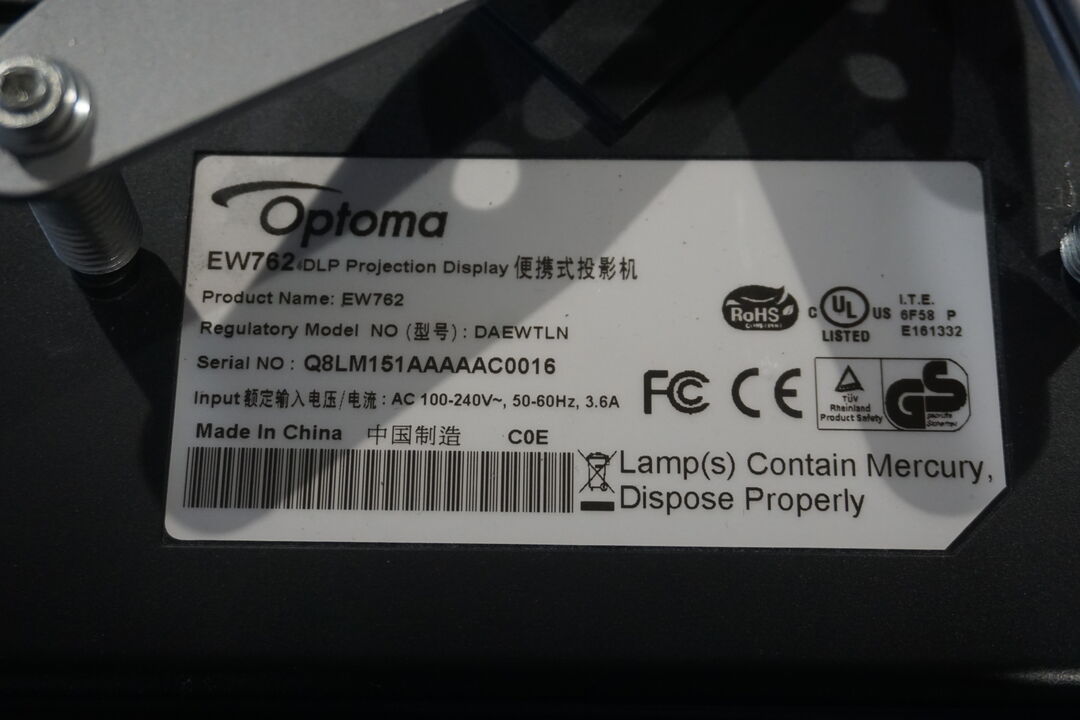 Optoma
EW762 DLP Projection Display 便携式投影机
Product Name: EW762
Regulatory Model NO (型号): DAEWTLN
Serial NO : Q8LM151AAAAAC0016
Input 额定输入电压/电流: AC 100-240V~, 50-60Hz, 3.6A
Made In China 中国制造 C0E
RoHS
C UL US
LISTED
I.T.E.
6F58 P
E161332
FC
CE
TÜV
Rheinland
Product Safety
GS
geprüfte
Sicherheit
Lamp(s) Contain Mercury,
Dispose Properly